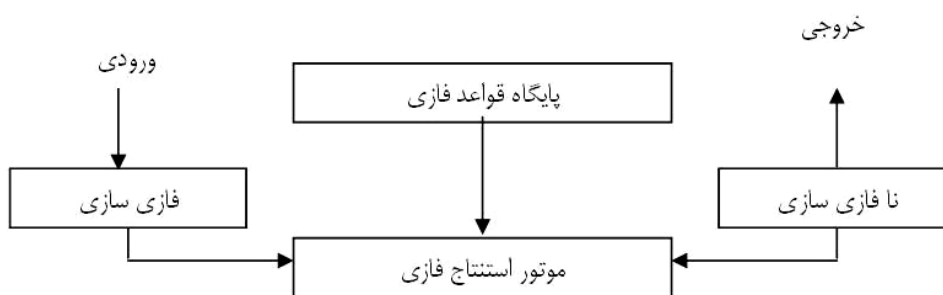 خروجی
ورودی
پایگاه قواعد فازی
فازی سازی
نا فازی سازی
موتور استنتاج فازی